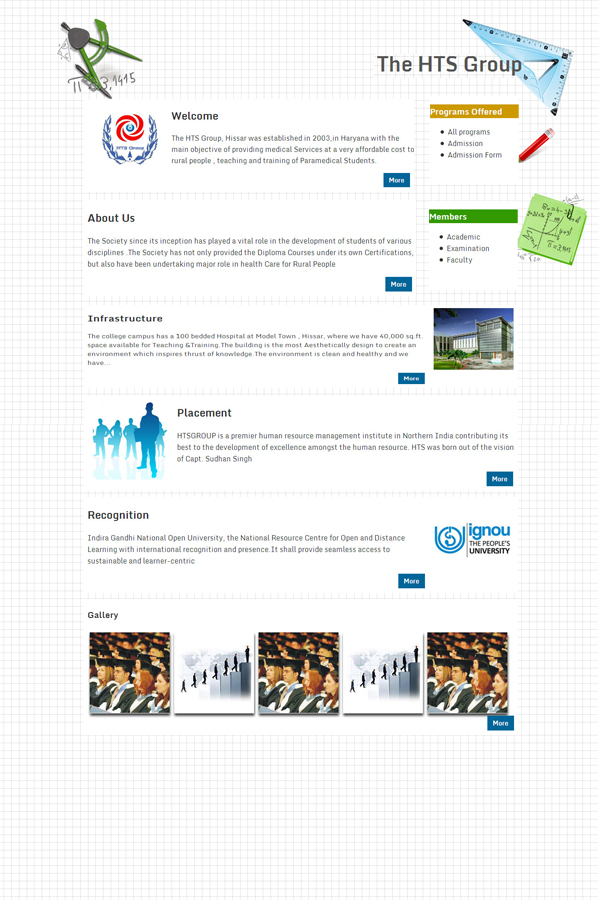 The HTS Group
π = 3,1415
HTS Group
Welcome
The HTS Group, Hissar was established in 2003,in Haryana with the
main objective of providing medical Services at a very affordable cost to
rural people , teaching and training of Paramedical Students.
More
Programs Offered
All programs
Admission
Admission Form
About Us
The Society since its inception has played a vital role in the development of students of various
disciplines .The Society has not only provided the Diploma Courses under its own Certifications,
but also have been undertaking major role in health Care for Rural People
More
Members
Academic
Examination
Faculty
π=3,1415
Infrastructure
The college campus has a 100 bedded Hospital at Model Town , Hissar, where we have 40,000 sq.ft.
space available for Teaching &Training.The building is the most Aesthetically design to create an
environment which inspires thrust of knowledge.The environment is clean and healthy and we
have...
More
Placement
HTSGROUP is a premier human resource management institute in Northern India contributing its
best to the development of excellence amongst the human resource. HTS was born out of the vision
of Capt. Sudhan Singh
More
Recognition
Indira Gandhi National Open University, the National Resource Centre for Open and Distance
Learning with international recognition and presence.It shall provide seamless access to
sustainable and learner-centric
More
ignou
THE PEOPLE'S
UNIVERSITY
Gallery
More